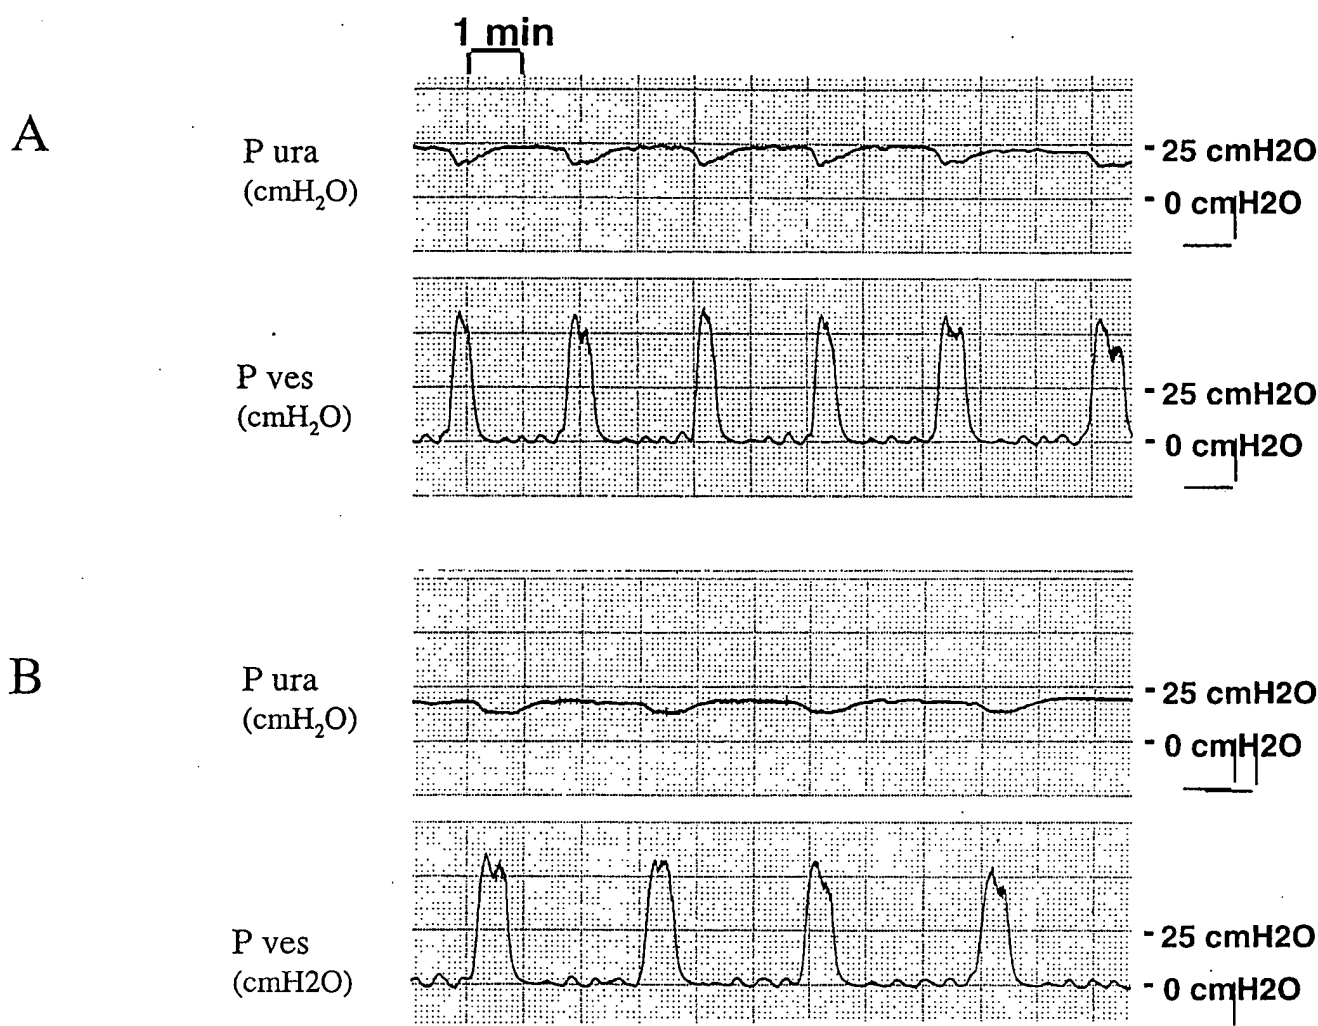 1 min
A
P ura
(cmH₂O)
- 25 cmH2O
- 0 cmH2O
P ves
(cmH₂O)
- 25 cmH2O
- 0 cmH2O
B
P ura
(cmH₂O)
- 25 cmH2O
- 0 cmH2O
P ves
(cmH2O)
- 25 cmH2O
- 0 cmH2O